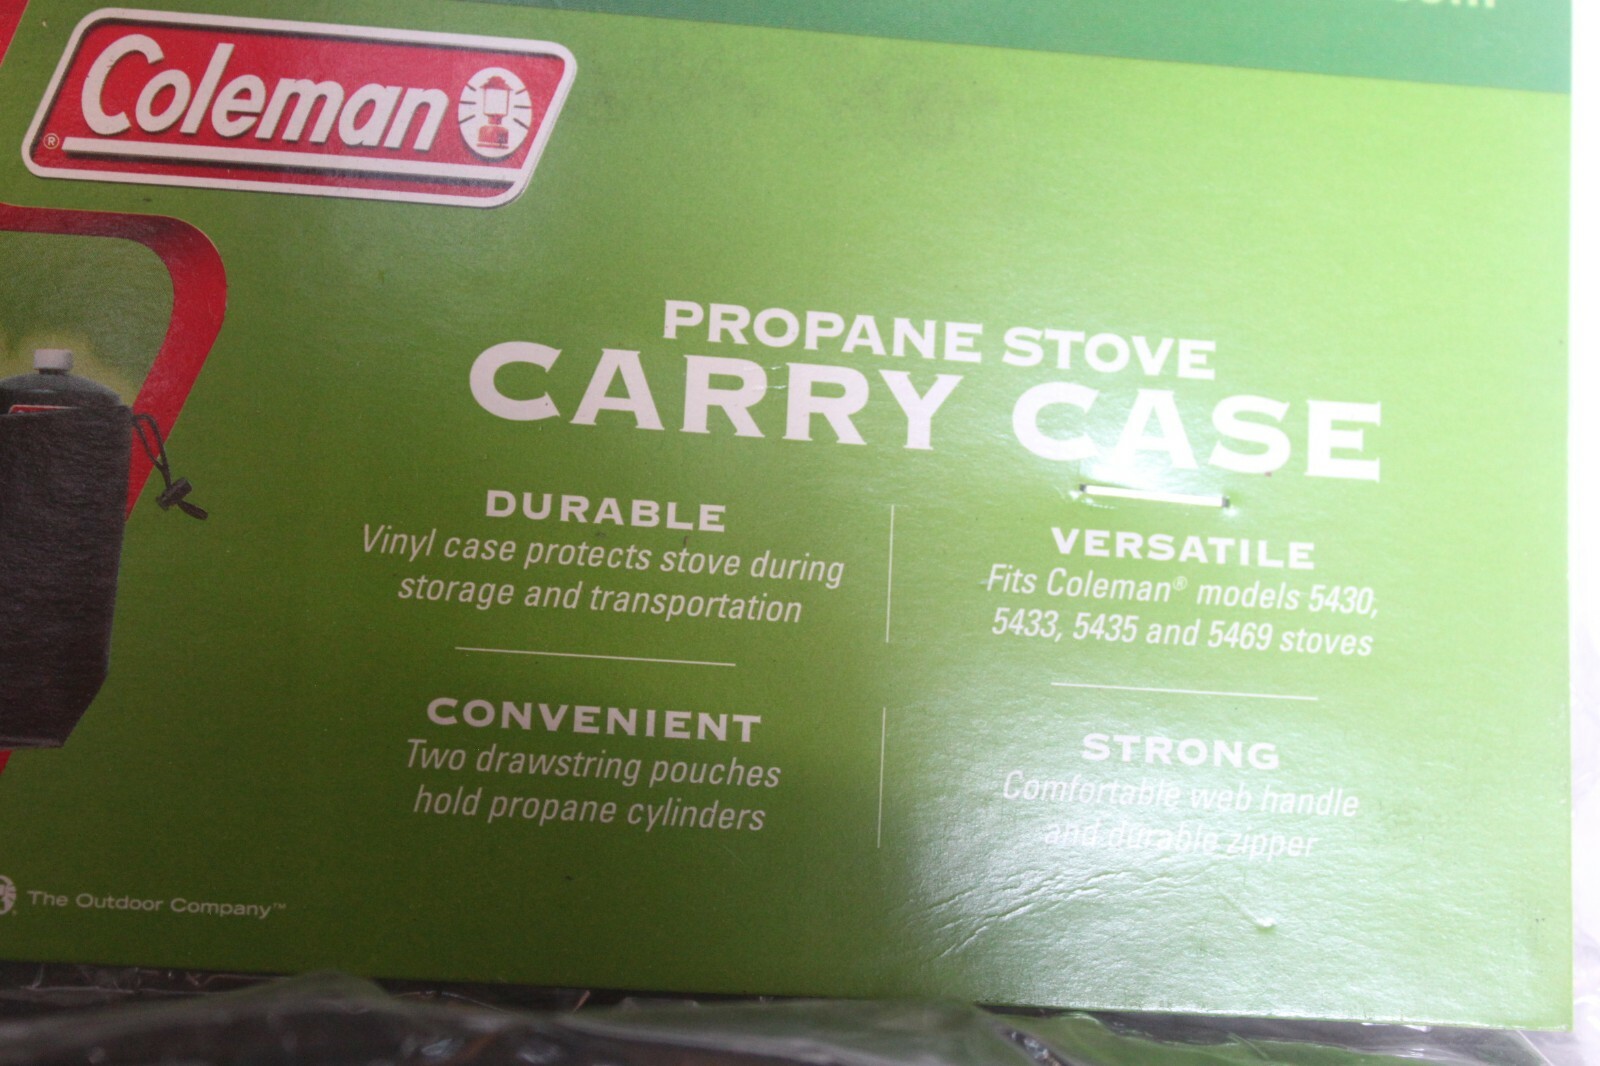 Coleman
®
PROPANE STOVE
CARRY CASE
DURABLE
Vinyl case protects stove during
storage and transportation
VERSATILE
Fits Coleman® models 5430,
5433, 5435 and 5469 stoves
CONVENIENT
Two drawstring pouches
hold propane cylinders
STRONG
Comfortable web handle
and durable zipper
The Outdoor Company™